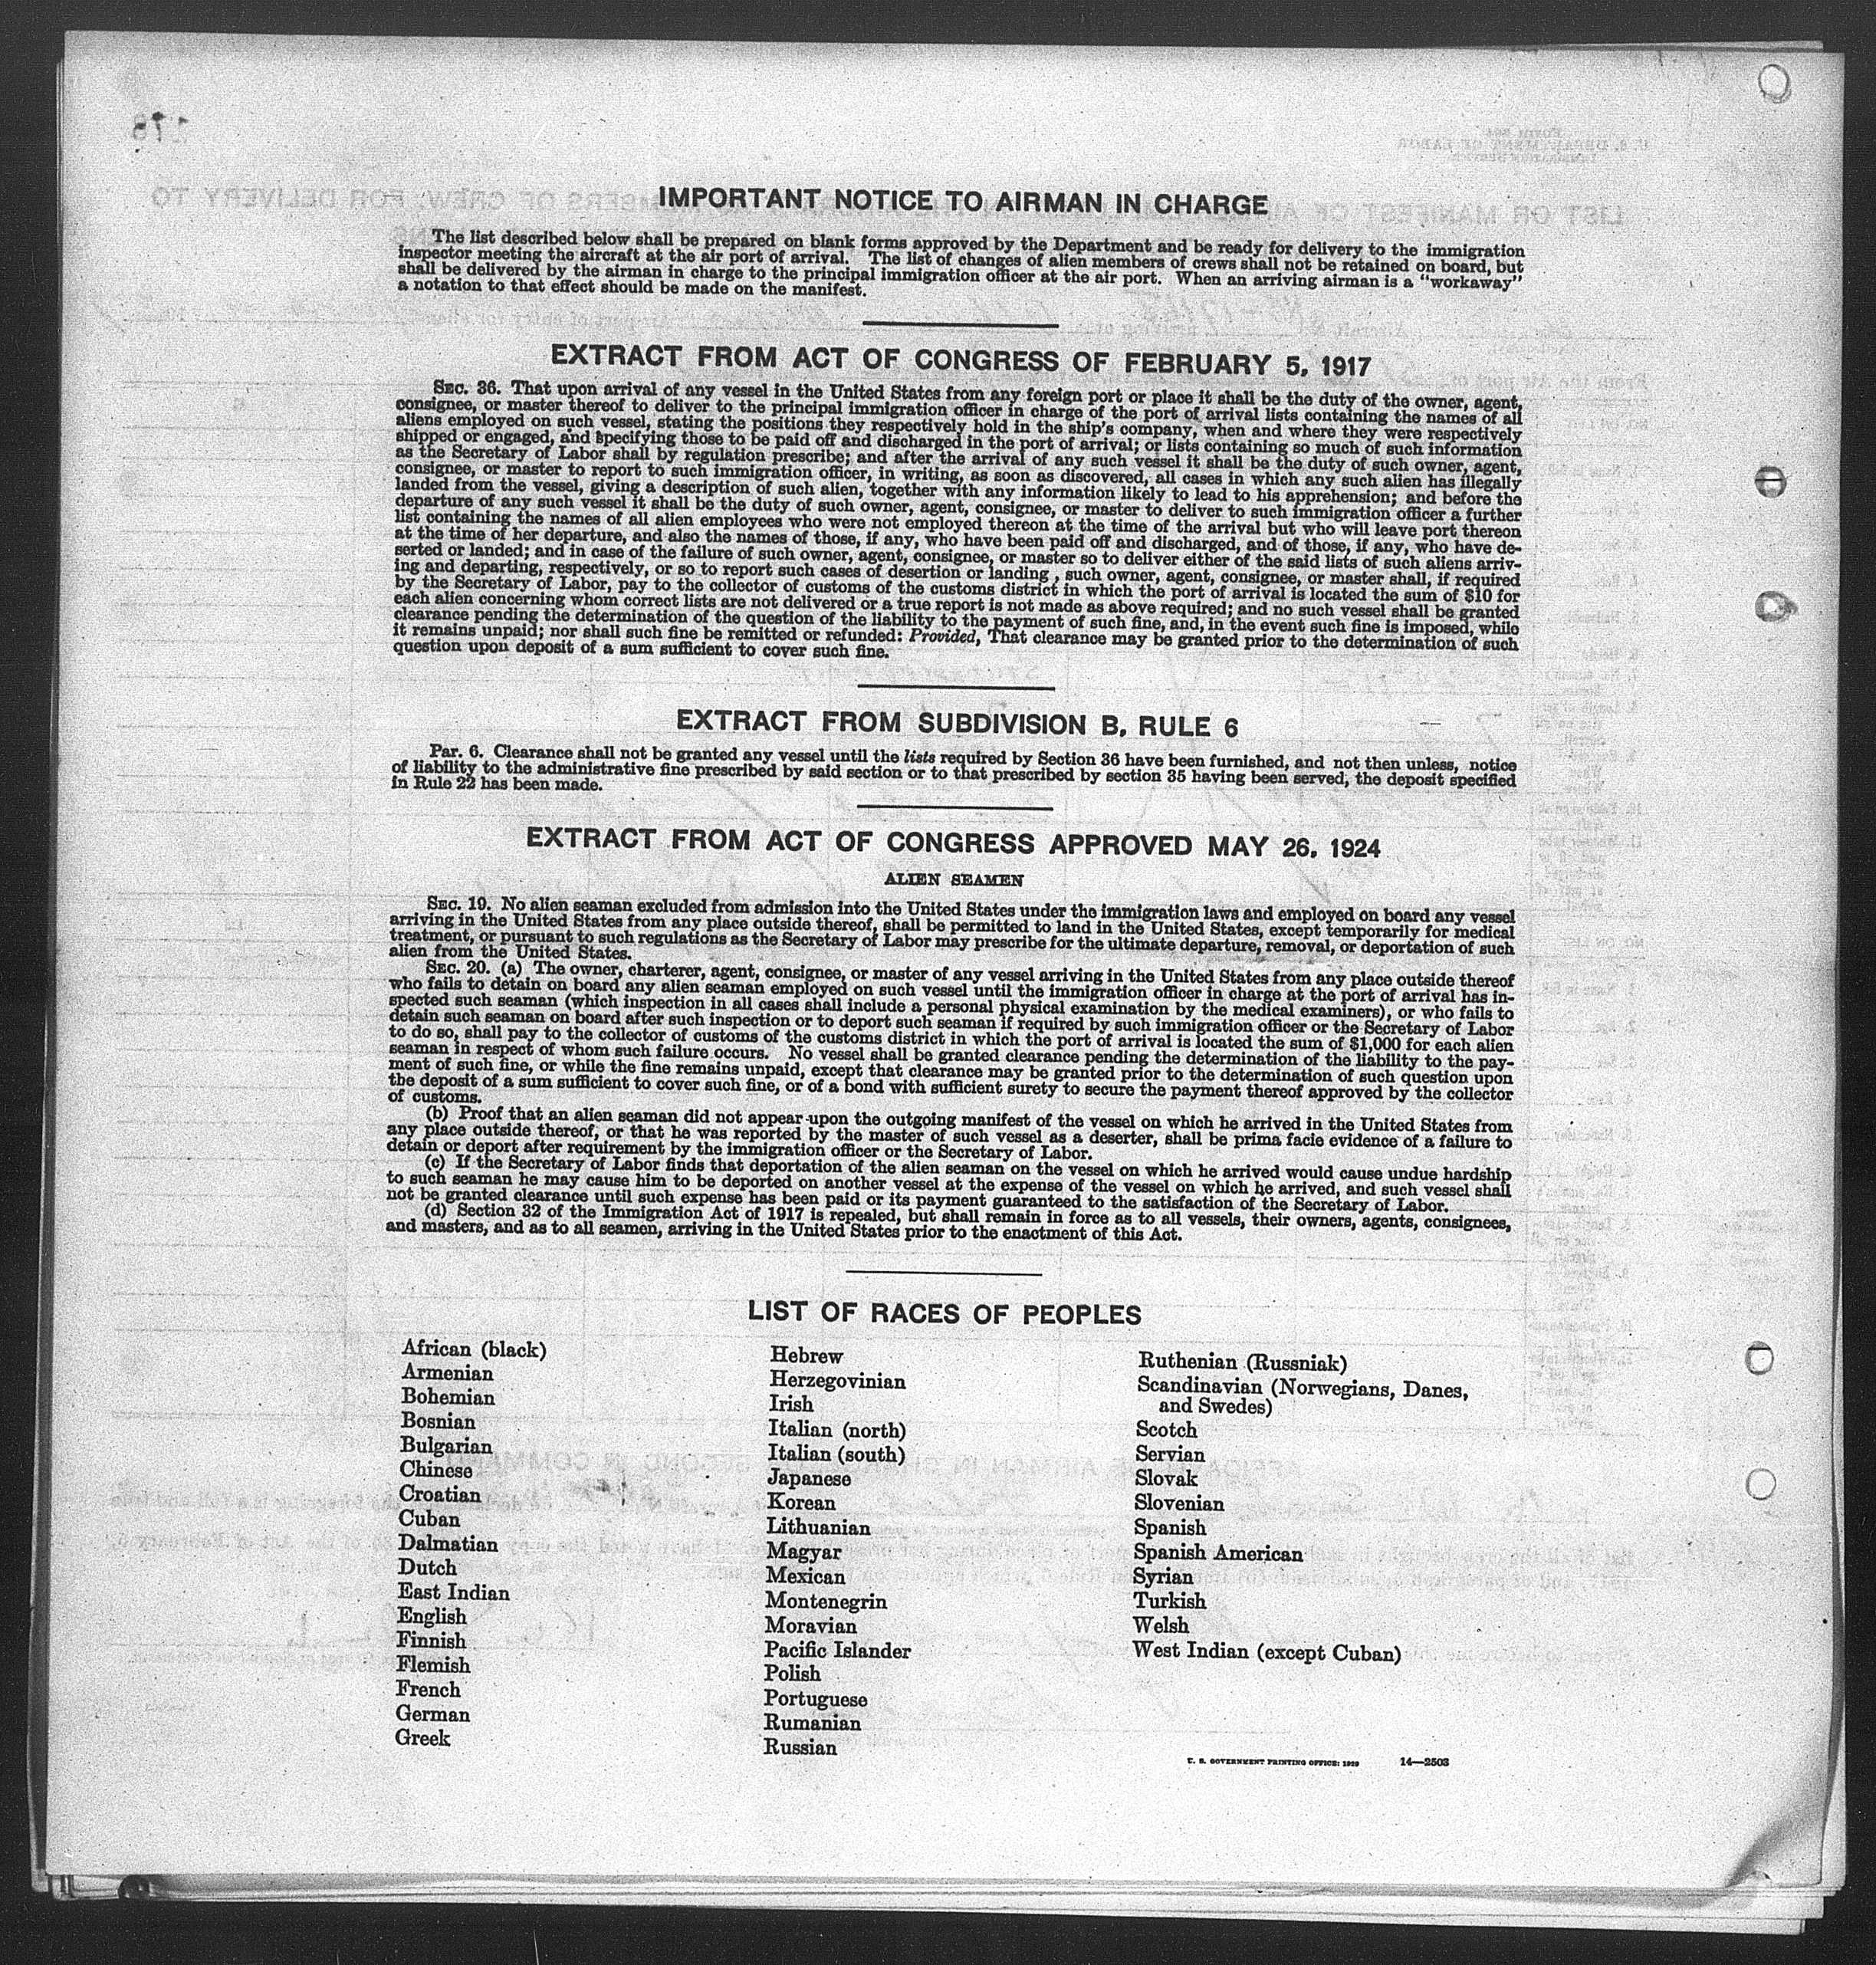 IMPORTANT NOTICE TO AIRMAN IN CHARGE
The list described below shall be prepared on blank forms approved by the Department and be ready for delivery to the immigration
inspector meeting the aircraft at the air port of arrival. The list of changes of alien members of crews shall not be retained on board, but
shall be delivered by the airman in charge to the principal immigration officer at the air port. When an arriving airman is a "workaway"
a notation to that effect should be made on the manifest.
EXTRACT FROM ACT OF CONGRESS OF FEBRUARY 5, 1917
SEC. 36. That upon arrival of any vessel in the United States from any foreign port or place it shall be the duty of the owner, agent,
consignee, or master thereof to deliver to the principal immigration officer in charge of the port of arrival lists containing the names of all
aliens employed on such vessel, stating the positions they respectively hold in the ship's company, when and where they were respectively
shipped or engaged, and specifying those to be paid off and discharged in the port of arrival; or lists containing so much of such information
as the Secretary of Labor shall by regulation prescribe; and after the arrival of any such vessel it shall be the duty of such owner, agent,
consignee, or master to report to such immigration officer, in writing, as soon as discovered, all cases in which any such alien has illegally
landed from the vessel, giving a description of such alien, together with any information likely to lead to his apprehension; and before the
departure of any such vessel it shall be the duty of such owner, agent, consignee, or master to deliver to such immigration officer a further
list containing the names of all alien employees who were not employed thereon at the time of the arrival but who will leave port thereon
at the time of her departure, and also the names of those, if any, who have been paid off and discharged, and of those, if any, who have de-
serted or landed; and in case of the failure of such owner, agent, consignee, or master so to deliver either of the said lists of such aliens arriv-
ing and departing, respectively, or so to report such cases of desertion or landing, such owner, agent, consignee, or master shall, if required
by the Secretary of Labor, pay to the collector of customs of the customs district in which the port of arrival is located the sum of $10 for
each alien concerning whom correct lists are not delivered or a true report is not made as above required; and no such vessel shall be granted
clearance pending the determination of the question of the liability to the payment of such fine, and, in the event such fine is imposed, while
it remains unpaid; nor shall such fine be remitted or refunded: Provided, That clearance may be granted prior to the determination of such
question upon deposit of a sum sufficient to cover such fine.
EXTRACT FROM SUBDIVISION B, RULE 6
Par. 6. Clearance shall not be granted any vessel until the lists required by Section 36 have been furnished, and not then unless, notice
of liability to the administrative fine prescribed by said section or to that prescribed by section 35 having been served, the deposit specified
in Rule 22 has been made.
EXTRACT FROM ACT OF CONGRESS APPROVED MAY 26, 1924
ALIEN SEAMEN
SEC. 19. No alien seaman excluded from admission into the United States under the immigration laws and employed on board any vessel
arriving in the United States from any place outside thereof, shall be permitted to land in the United States, except temporarily for medical
treatment, or pursuant to such regulations as the Secretary of Labor may prescribe for the ultimate departure, removal, or deportation of such
alien from the United States.
SEC. 20. (a) The owner, charterer, agent, consignee, or master of any vessel arriving in the United States from any place outside thereof
who fails to detain on board any alien seaman employed on such vessel until the immigration officer in charge at the port of arrival has in-
spected such seaman (which inspection in all cases shall include a personal physical examination by the medical examiners), or who fails to
detain such seaman on board after such inspection or to deport such seaman if required by such immigration officer or the Secretary of Labor
to do so, shall pay to the collector of customs of the customs district in which the port of arrival is located the sum of $1,000 for each alien
seaman in respect of whom such failure occurs. No vessel shall be granted clearance pending the determination of the liability to the pay-
ment of such fine, or while the fine remains unpaid, except that clearance may be granted prior to the determination of such question upon
the deposit of a sum sufficient to cover such fine, or of a bond with sufficient surety to secure the payment thereof approved by the collector
of customs.
(b) Proof that an alien seaman did not appear upon the outgoing manifest of the vessel on which he arrived in the United States from
any place outside thereof, or that he was reported by the master of such vessel as a deserter, shall be prima facie evidence of a failure to
detain or deport after requirement by the immigration officer or the Secretary of Labor.
(c) If the Secretary of Labor finds that deportation of the alien seaman on the vessel on which he arrived would cause undue hardship
to such seaman he may cause him to be deported on another vessel at the expense of the vessel on which he arrived, and such vessel shall
not be granted clearance until such expense has been paid or its payment guaranteed to the satisfaction of the Secretary of Labor.
(d) Section 32 of the Immigration Act of 1917 is repealed, but shall remain in force as to all vessels, their owners, agents, consignees,
and masters, and as to all seamen, arriving in the United States prior to the enactment of this Act.
LIST OF RACES OF PEOPLES
African (black)
Armenian
Bohemian
Bosnian
Bulgarian
Chinese
Croatian
Cuban
Dalmatian
Dutch
East Indian
English
Finnish
Flemish
French
German
Greek
Hebrew
Herzegovinian
Irish
Italian (north)
Italian (south)
Japanese
Korean
Lithuanian
Magyar
Mexican
Montenegrin
Moravian
Pacific Islander
Polish
Portuguese
Rumanian
Russian
Ruthenian (Russniak)
Scandinavian (Norwegians, Danes,
and Swedes)
Scotch
Servian
Slovak
Slovenian
Spanish
Spanish American
Syrian
Turkish
Welsh
West Indian (except Cuban)
U. S. GOVERNMENT PRINTING OFFICE: 1929 14—2503